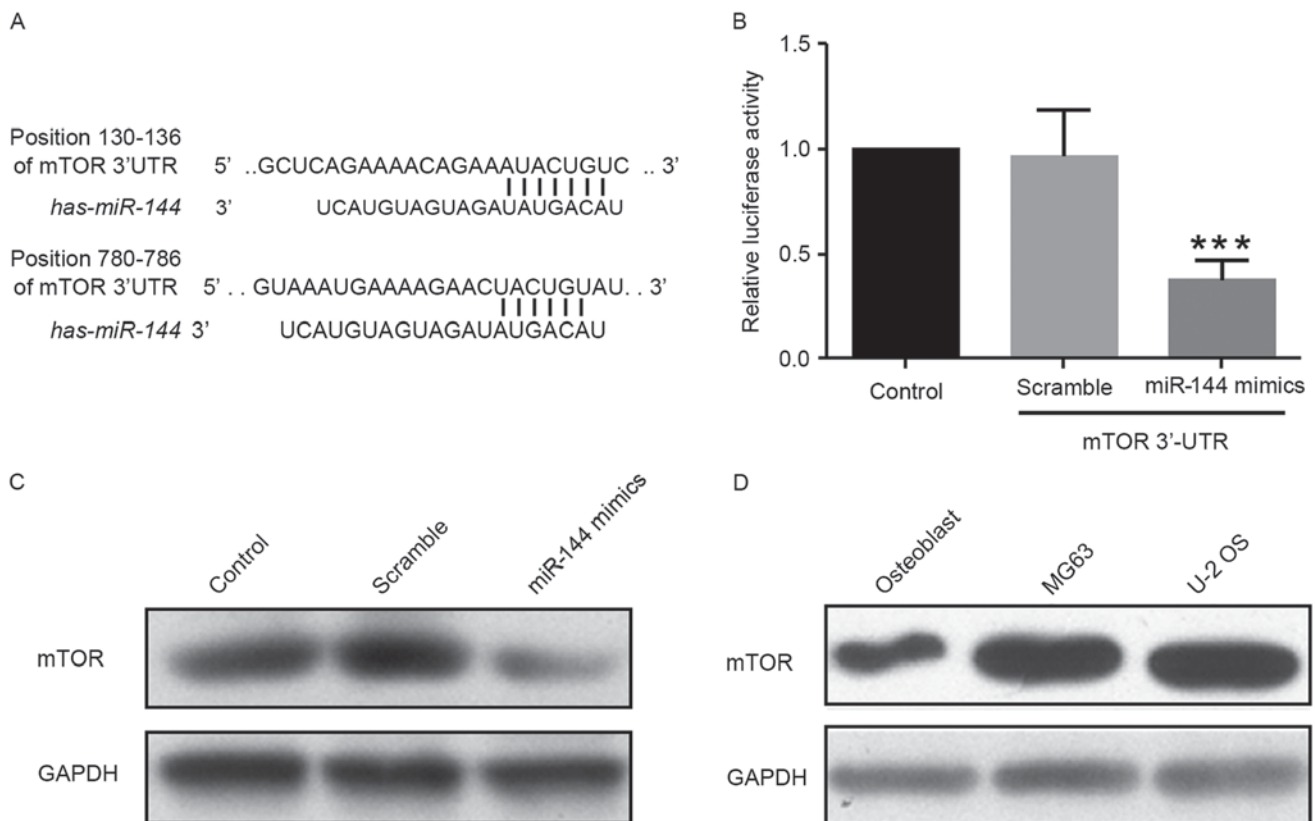 A
Position 130-136
of mTOR 3'UTR 5' ..GCUCAGAAAACAGAAAUACUGUC .. 3'
has-miR-144 3' UCAUGUAGUAGAUAUGACAU
Position 780-786
of mTOR 3'UTR 5' . . GUAAAUGAAAAGAACUACUGUAU. . 3'
has-miR-144 3' UCAUGUAGUAGAUAUGACAU
B
Relative luciferase activity
1.5
1.0
0.5
0.0
***
Control Scramble miR-144 mimics
mTOR 3'-UTR
C
Control Scramble miR-144 mimics
mTOR
GAPDH
D
Osteoblast MG63 U-2 OS
mTOR
GAPDH